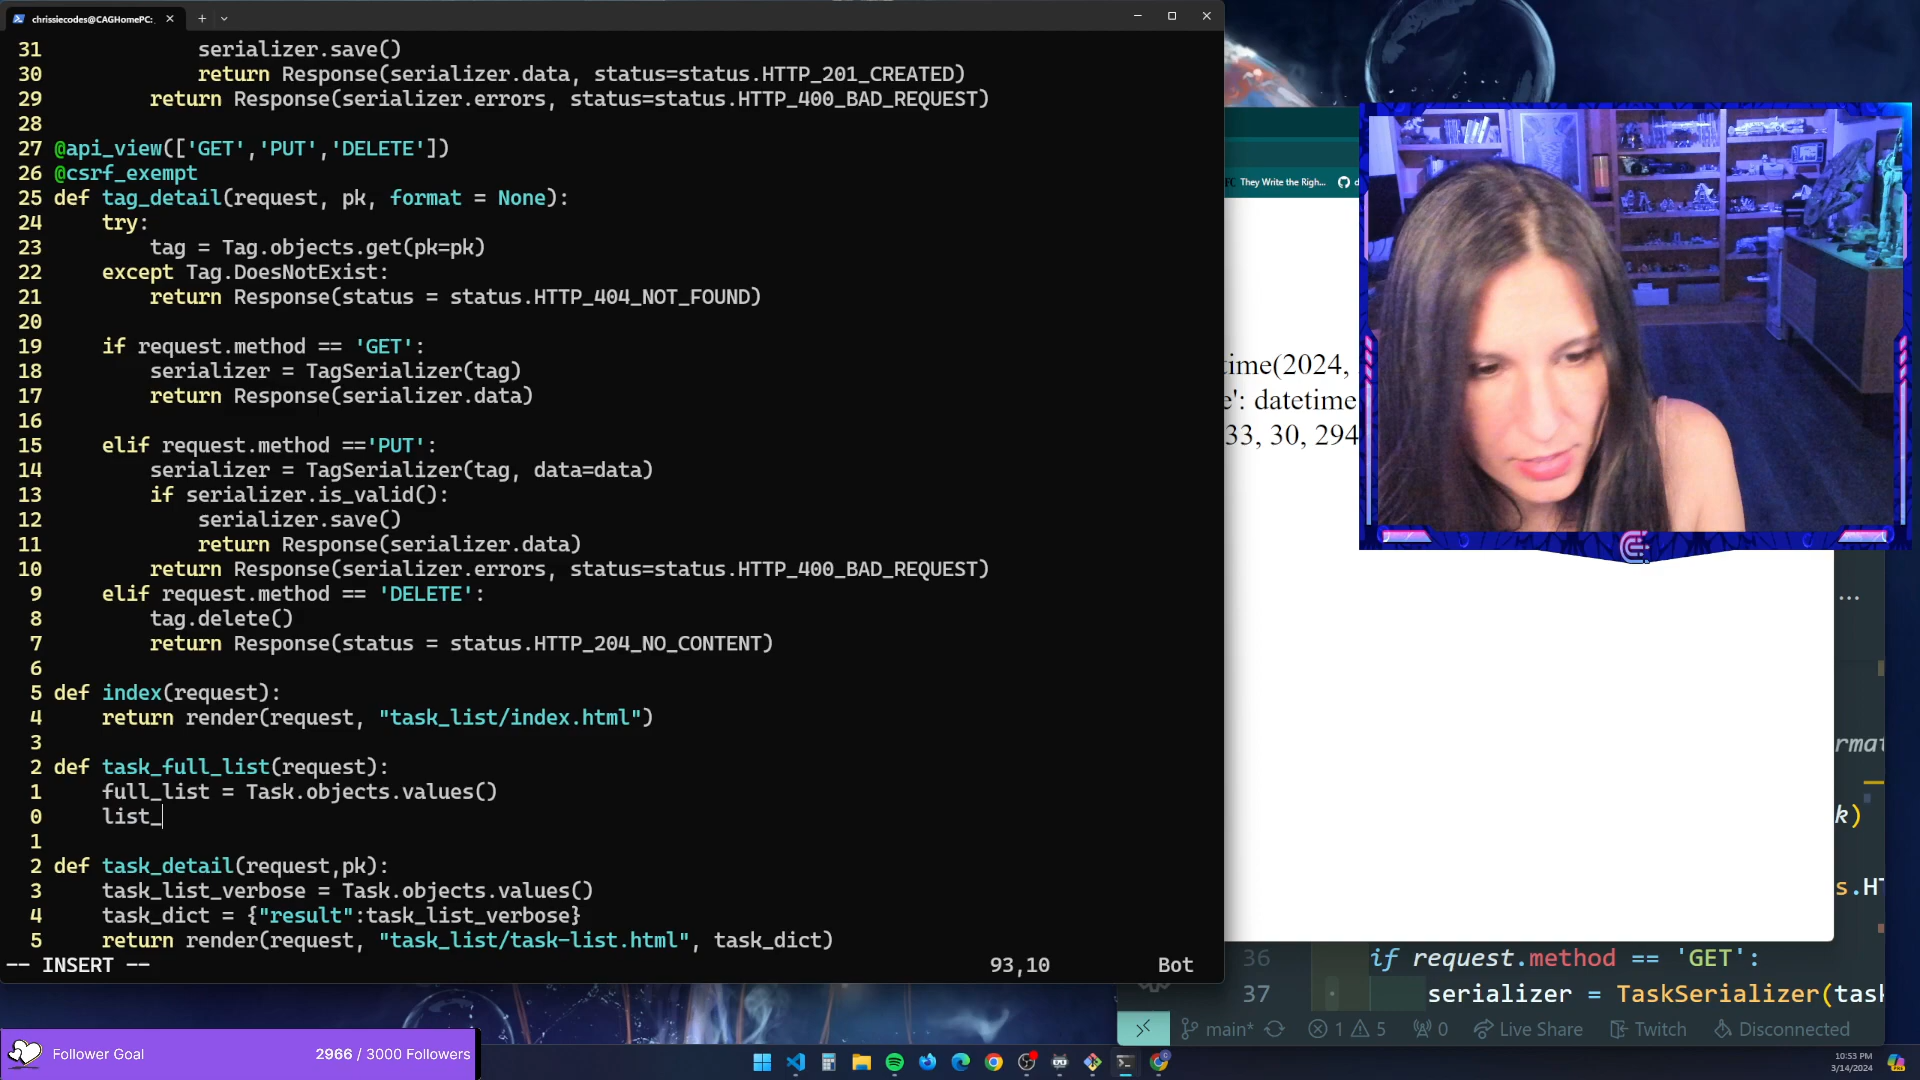 chrissiecodes@CAGHomePC:
31 serializer.save()
30 return Response(serializer.data, status=status.HTTP_201_CREATED)
29 return Response(serializer.errors, status=status.HTTP_400_BAD_REQUEST)
28
27 @api_view(['GET','PUT','DELETE'])
26 @csrf_exempt
25 def tag_detail(request, pk, format = None):
24 try:
23 tag = Tag.objects.get(pk=pk)
22 except Tag.DoesNotExist:
21 return Response(status = status.HTTP_404_NOT_FOUND)
20
19 if request.method == 'GET':
18 serializer = TagSerializer(tag)
17 return Response(serializer.data)
16
15 elif request.method =='PUT':
14 serializer = TagSerializer(tag, data=data)
13 if serializer.is_valid():
12 serializer.save()
11 return Response(serializer.data)
10 return Response(serializer.errors, status=status.HTTP_400_BAD_REQUEST)
9 elif request.method == 'DELETE':
8 tag.delete()
7 return Response(status = status.HTTP_204_NO_CONTENT)
6
5 def index(request):
4 return render(request, "task_list/index.html")
3
2 def task_full_list(request):
1 full_list = Task.objects.values()
0 list_
1
2 def task_detail(request,pk):
3 task_list_verbose = Task.objects.values()
4 task_dict = {"result":task_list_verbose}
5 return render(request, "task_list/task-list.html", task_dict)
-- INSERT -- 93,10 Bot
They Write the Righ...
time(2024,
e': datetime
33, 30, 294
...
rmat
k)
s.HT
36 if request.method == 'GET':
37 serializer = TaskSerializer(task
main* 1 5 0 Live Share Twitch Disconnected
Follower Goal 2966 / 3000 Followers
10:53 PM
3/14/2024